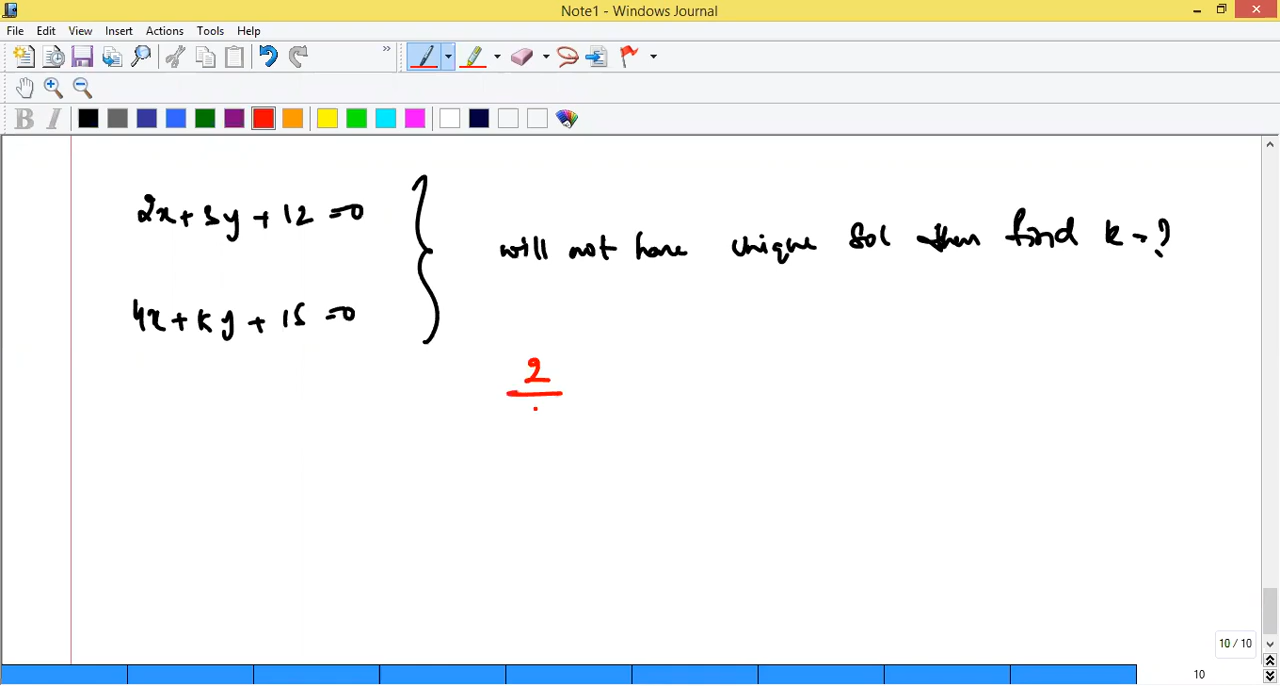 Note1 - Windows Journal
File Edit View Insert Actions Tools Help
»
B I
2x + 3y + 12 = 0
will not have unique sol then find k = ?
4x + ky + 15 = 0
2
10 / 10
10